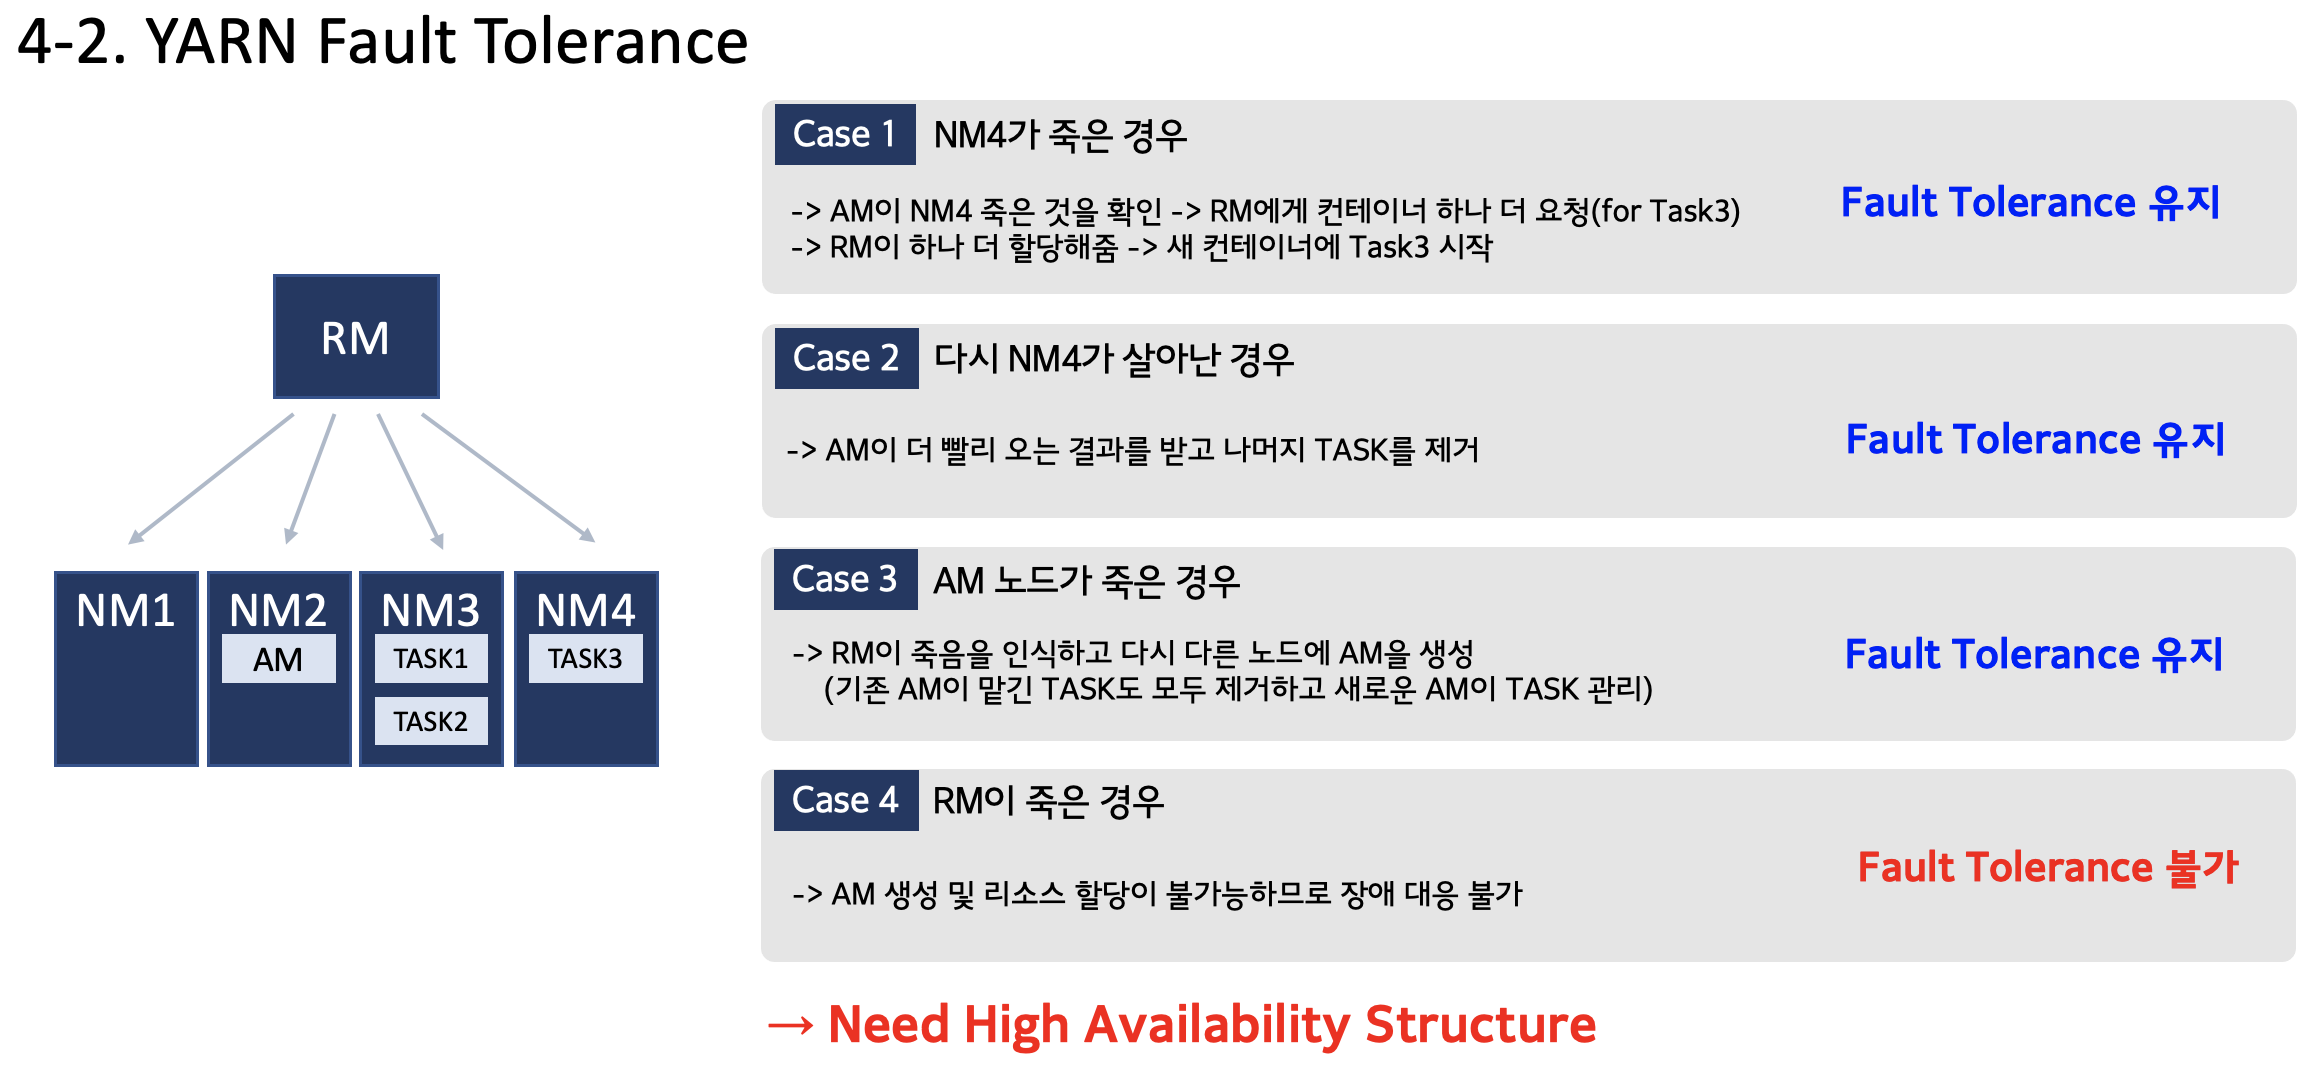 4-2. YARN Fault Tolerance
RM
NM1
NM2
AM
NM3
TASK1
TASK2
NM4
TASK3
Case 1 NM4가 죽은 경우
-> AM이 NM4 죽은 것을 확인 -> RM에게 컨테이너 하나 더 요청(for Task3)
-> RM이 하나 더 할당해줌 -> 새 컨테이너에 Task3 시작
Fault Tolerance 유지
Case 2 다시 NM4가 살아난 경우
-> AM이 더 빨리 오는 결과를 받고 나머지 TASK를 제거
Fault Tolerance 유지
Case 3 AM 노드가 죽은 경우
-> RM이 죽음을 인식하고 다시 다른 노드에 AM을 생성
(기존 AM이 맡긴 TASK도 모두 제거하고 새로운 AM이 TASK 관리)
Fault Tolerance 유지
Case 4 RM이 죽은 경우
-> AM 생성 및 리소스 할당이 불가능하므로 장애 대응 불가
Fault Tolerance 불가
→ Need High Availability Structure